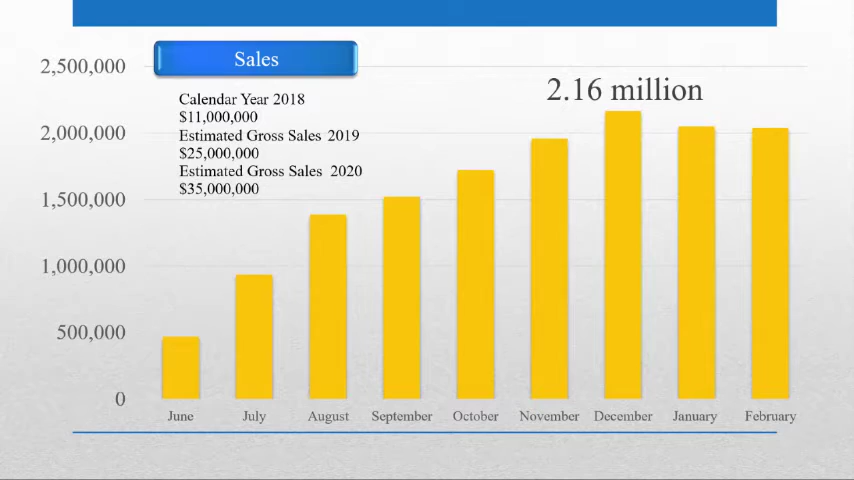 Sales
2.16 million
Calendar Year 2018
$11,000,000
Estimated Gross Sales 2019
$25,000,000
Estimated Gross Sales 2020
$35,000,000
2,500,000
2,000,000
1,500,000
1,000,000
500,000
0
June July August September October November December January February